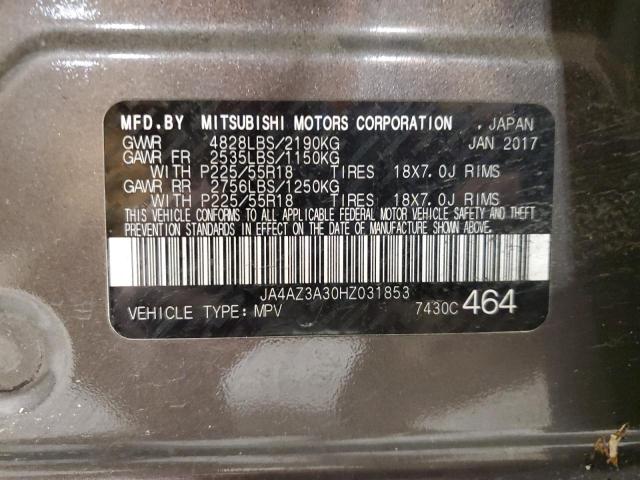 MFD.BY MITSUBISHI MOTORS CORPORATION , JAPAN
GVWR 4828LBS/2190KG JAN 2017
GAWR FR 2535LBS/1150KG
WITH P225/55R18 TIRES 18X7.0J RIMS
GAWR RR 2756LBS/1250KG
WITH P225/55R18 TIRES 18X7.0J RIMS
THIS VEHICLE CONFORMS TO ALL APPLICABLE FEDERAL MOTOR VEHICLE SAFETY AND THEFT
PREVENTION STANDARDS IN EFFECT ON THE DATE OF MANUFACTURE SHOWN ABOVE.
JA4AZ3A30HZ031853
VEHICLE TYPE: MPV 7430C 464